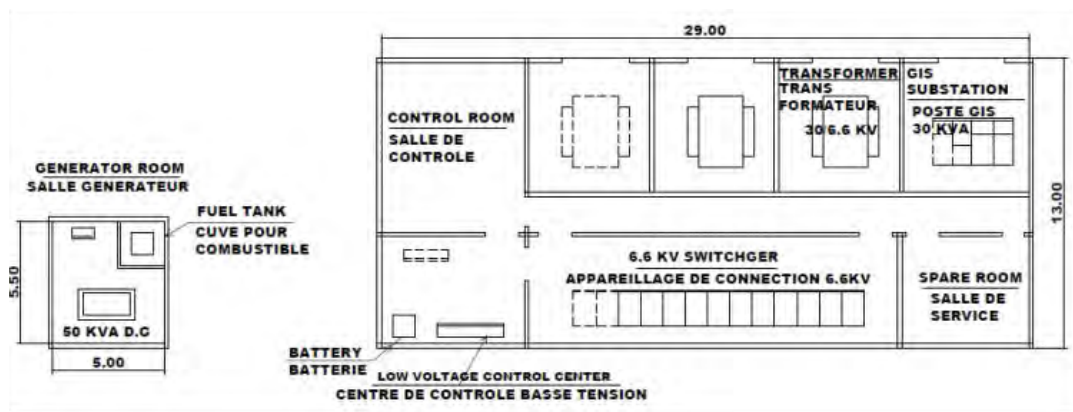 29.00
CONTROL ROOM
SALLE DE
CONTROLE
TRANSFORMER
TRANS
FORMATEUR
30/6.6 KV
GIS
SUBSTATION
POSTE GIS
30 KVA
13.00
GENERATOR ROOM
SALLE GENERATEUR
FUEL TANK
CUVE POUR
COMBUSTIBLE
5.50
50 KVA D.G
5.00
6.6 KV SWITCHGER
APPAREILLAGE DE CONNECTION 6.6KV
SPARE ROOM
SALLE DE
SERVICE
BATTERY
BATTERIE
LOW VOLTAGE CONTROL CENTER
CENTRE DE CONTROLE BASSE TENSION